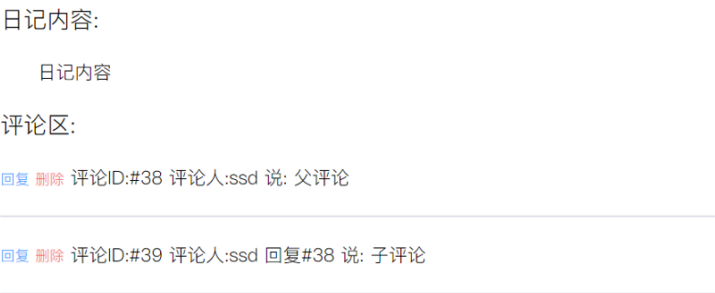 日记内容:
日记内容
评论区:
回复 删除 评论ID:#38 评论人:ssd 说: 父评论
回复 删除 评论ID:#39 评论人:ssd 回复#38 说: 子评论